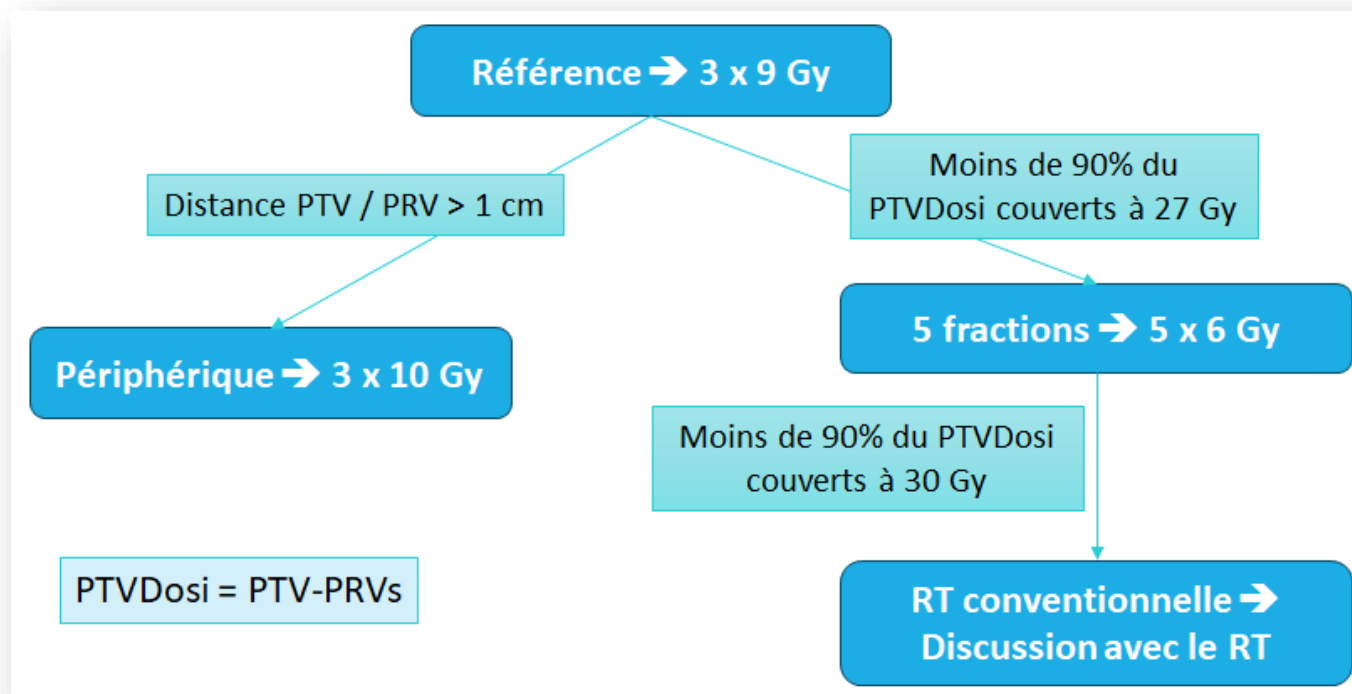 Référence ➔ 3 x 9 Gy
Distance PTV / PRV > 1 cm
Moins de 90% du
PTVDosi couverts à 27 Gy
Périphérique ➔ 3 x 10 Gy
5 fractions ➔ 5 x 6 Gy
Moins de 90% du PTVDosi
couverts à 30 Gy
PTVDosi = PTV-PRVs
RT conventionnelle ➔
Discussion avec le RT